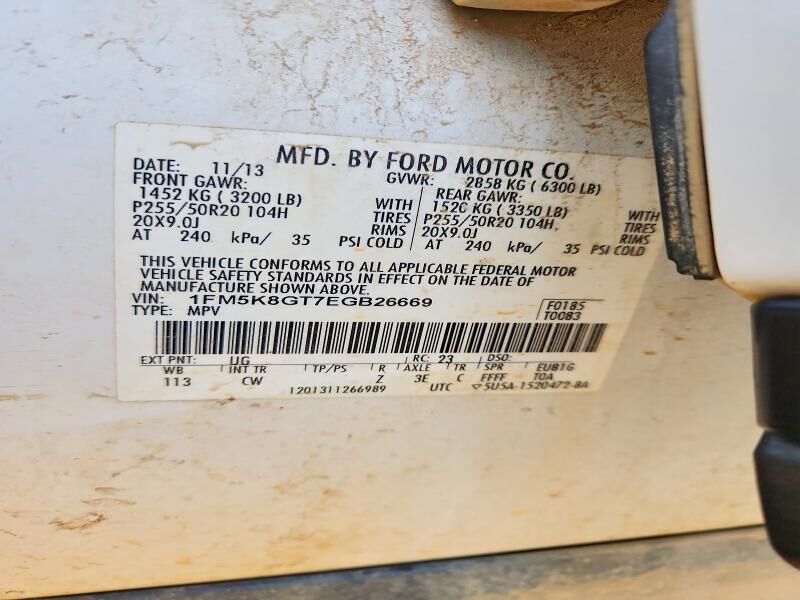 MFD. BY FORD MOTOR CO.
DATE: 11/13 GVWR: 2858 KG ( 6300 LB)
FRONT GAWR: REAR GAWR:
1452 KG ( 3200 LB) WITH 1520 KG ( 3350 LB) WITH
P255/50R20 104H TIRES P255/50R20 104H TIRES
20X9.0J RIMS 20X9.0J RIMS
AT 240 kPa/ 35 PSI COLD AT 240 kPa/ 35 PSI COLD
THIS VEHICLE CONFORMS TO ALL APPLICABLE FEDERAL MOTOR
VEHICLE SAFETY STANDARDS IN EFFECT ON THE DATE OF
MANUFACTURE SHOWN ABOVE.
VIN: 1FM5K8GT7EGB26669 F0185
TYPE: MPV T0083
EXT PNT: UG RC: 23 DSO:
WB INT TR TP/PS R AXLE TR SPR EUB1G
113 CW Z 3E C FFFF TOA
1201311266989 UTC ▽5U5A-1520472-BA